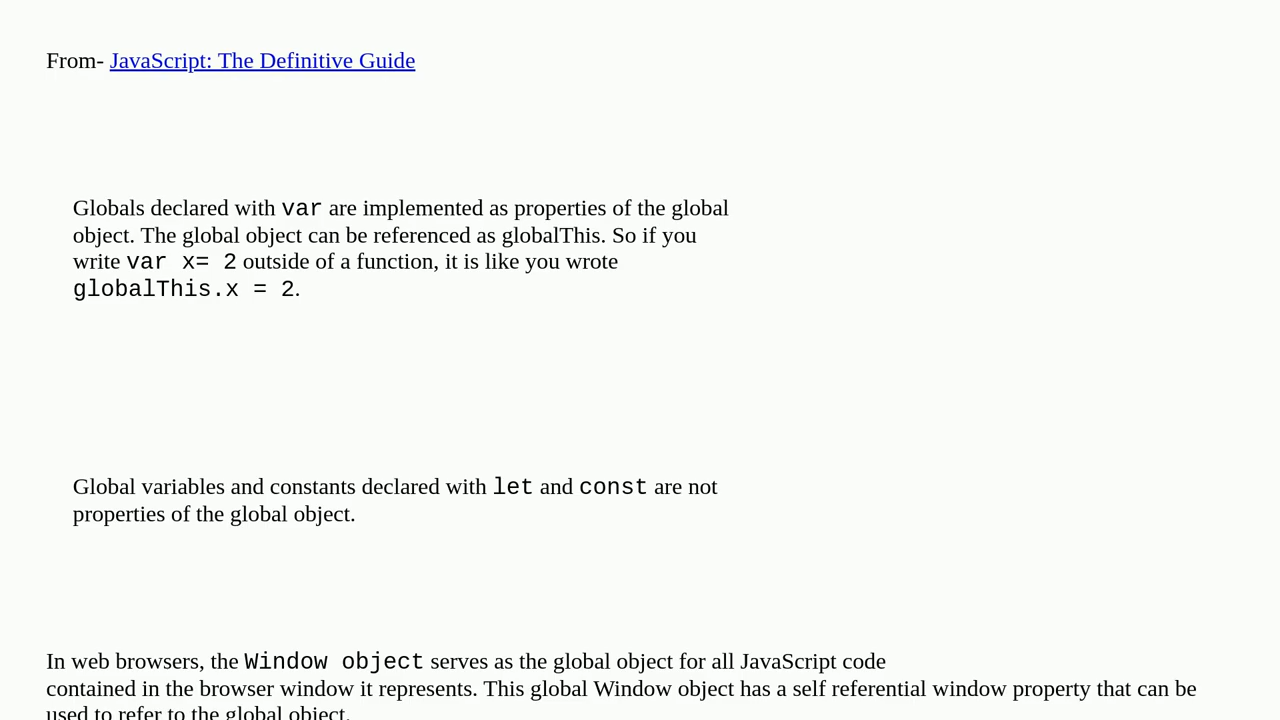 From- JavaScript: The Definitive Guide
Globals declared with var are implemented as properties of the global
object. The global object can be referenced as globalThis. So if you
write var x= 2 outside of a function, it is like you wrote
globalThis.x = 2.
Global variables and constants declared with let and const are not
properties of the global object.
In web browsers, the Window object serves as the global object for all JavaScript code
contained in the browser window it represents. This global Window object has a self referential window property that can be
used to refer to the global object.